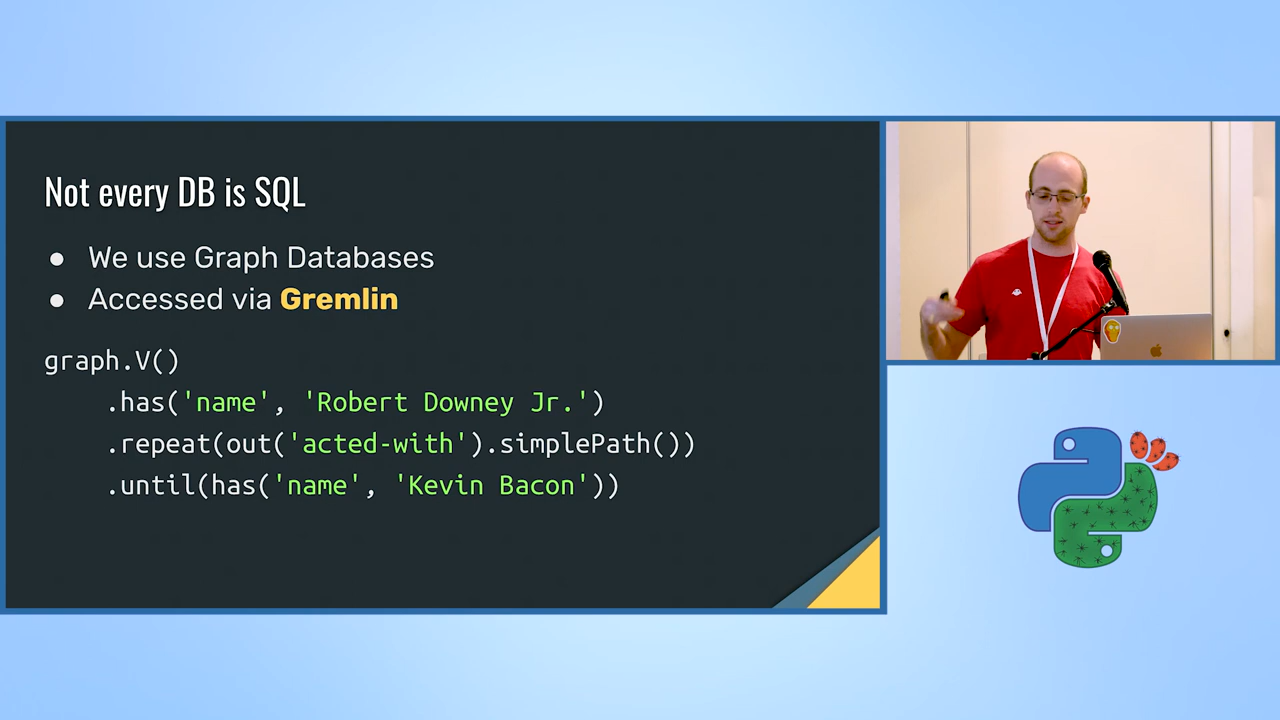 Not every DB is SQL
● We use Graph Databases
● Accessed via Gremlin
graph.V()
.has('name', 'Robert Downey Jr.')
.repeat(out('acted-with').simplePath())
.until(has('name', 'Kevin Bacon'))